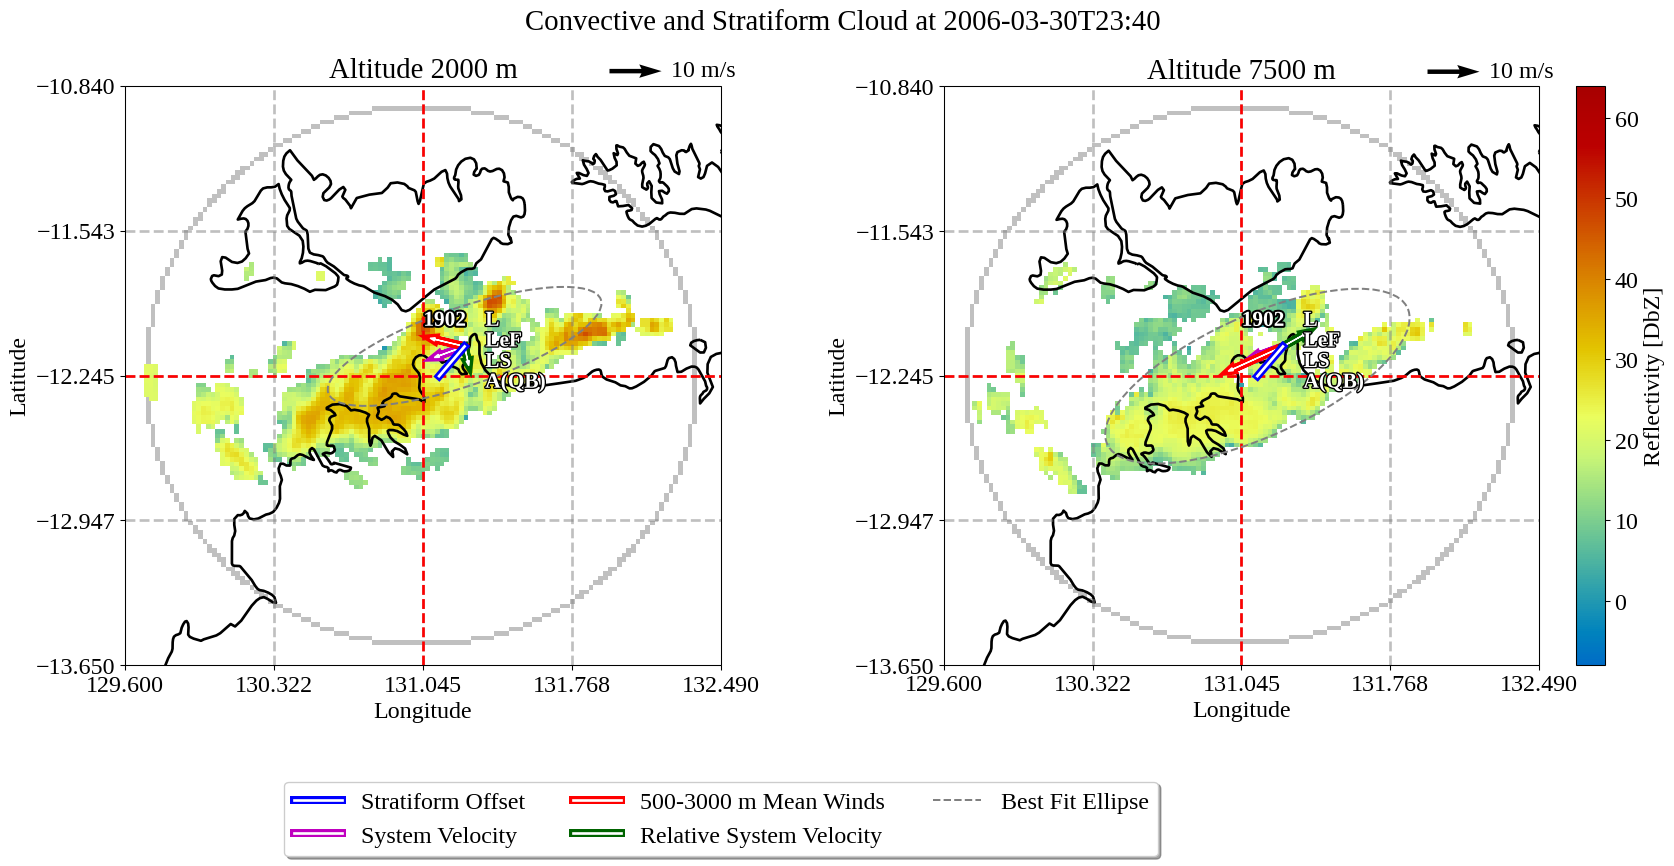 Convective and Stratiform Cloud at 2006-03-30T23:40
Altitude 2000 m
10 m/s
−10.840
−11.543
−12.245
−12.947
−13.650
129.600
130.322
131.045
131.768
132.490
Latitude
Longitude
1902
L
LeF
LS
A(QB)
Altitude 7500 m
10 m/s
−10.840
−11.543
−12.245
−12.947
−13.650
129.600
130.322
131.045
131.768
132.490
Latitude
Longitude
1902
L
LeF
LS
A(QB)
60
50
40
30
20
10
0
Reflectivity [DbZ]
Stratiform Offset
System Velocity
500-3000 m Mean Winds
Relative System Velocity
Best Fit Ellipse